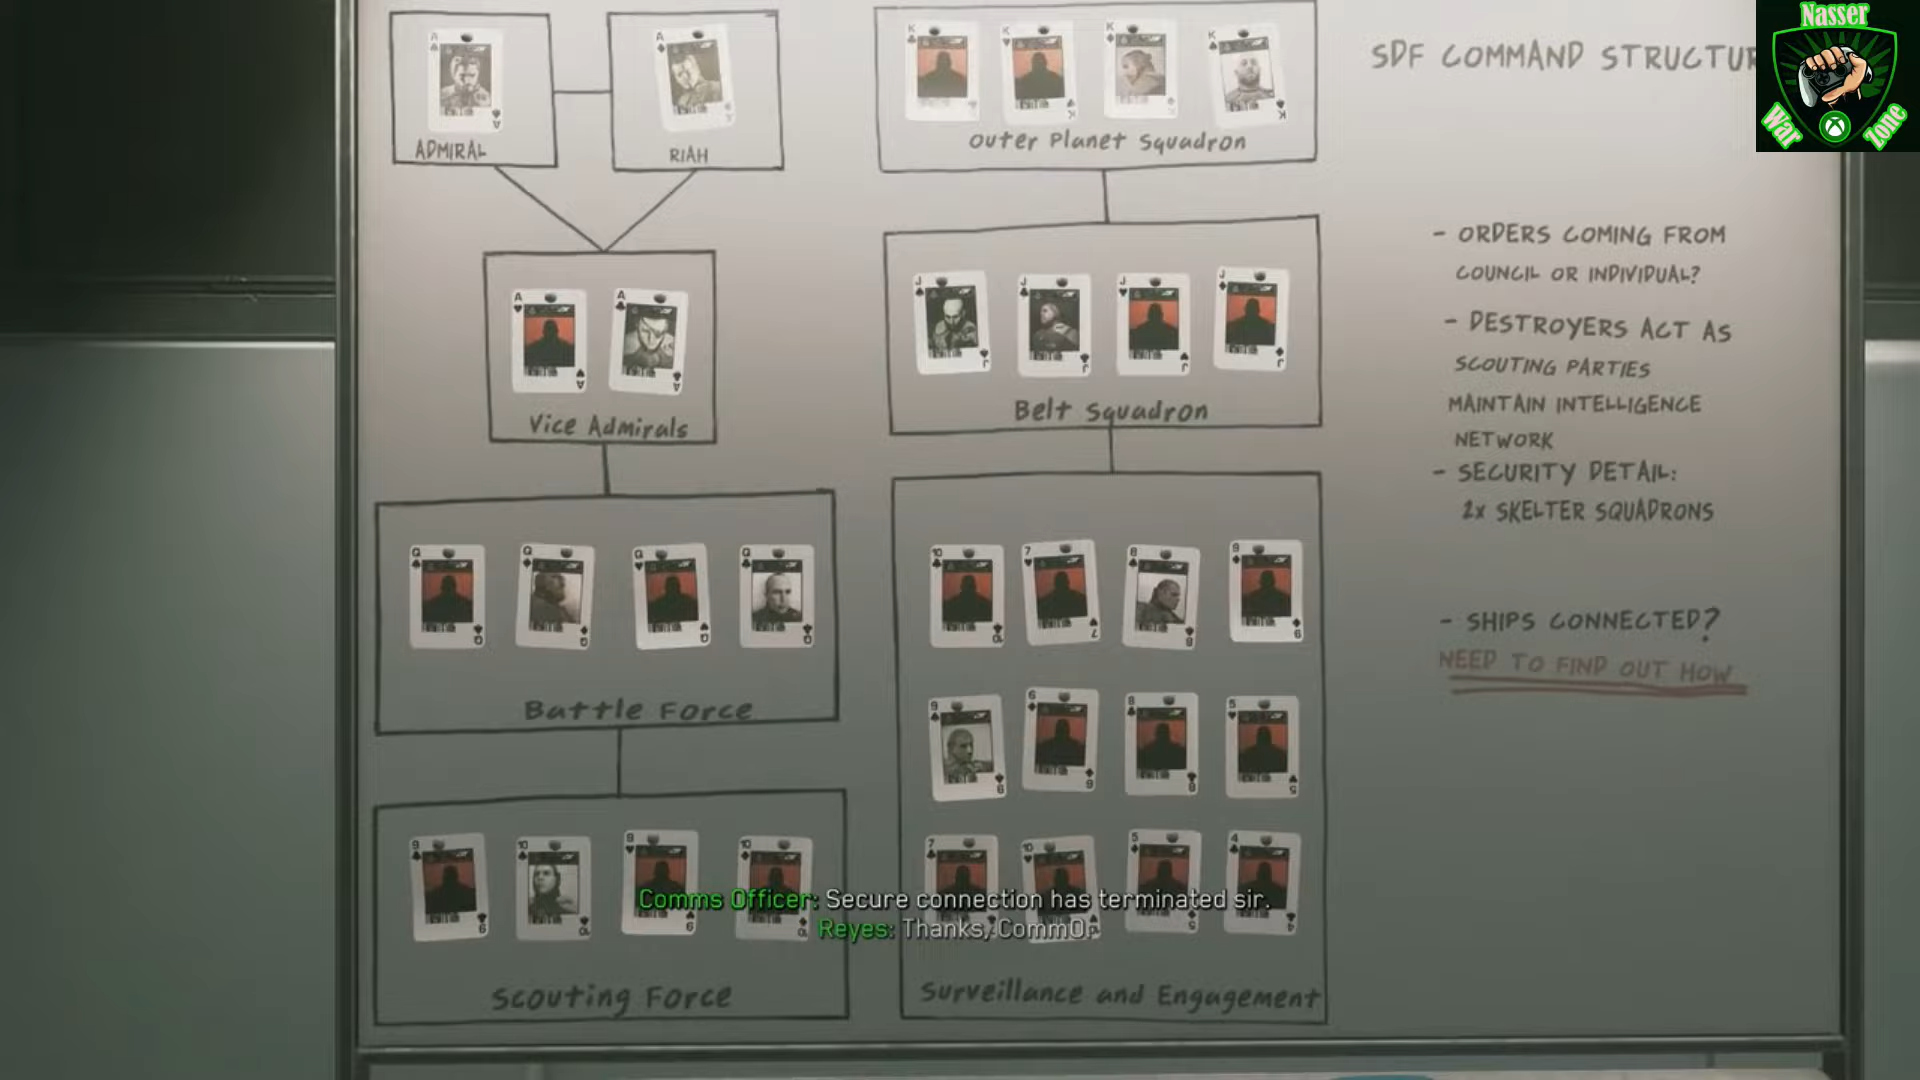 ADMIRAL
RIAH
Vice Admirals
Battle Force
Scouting Force
Outer Planet Squadron
Belt Squadron
Surveillance and Engagement
SDF COMMAND STRUCTUR
- ORDERS COMING FROM
COUNCIL OR INDIVIDUAL?
- DESTROYERS ACT AS
SCOUTING PARTIES
MAINTAIN INTELLIGENCE
NETWORK
- SECURITY DETAIL:
2x SKELTER SQUADRONS
- SHIPS CONNECTED?
NEED TO FIND OUT HOW
Comms Officer: Secure connection has terminated sir.
Reyes: Thanks, CommO.
Nasser
War Zone